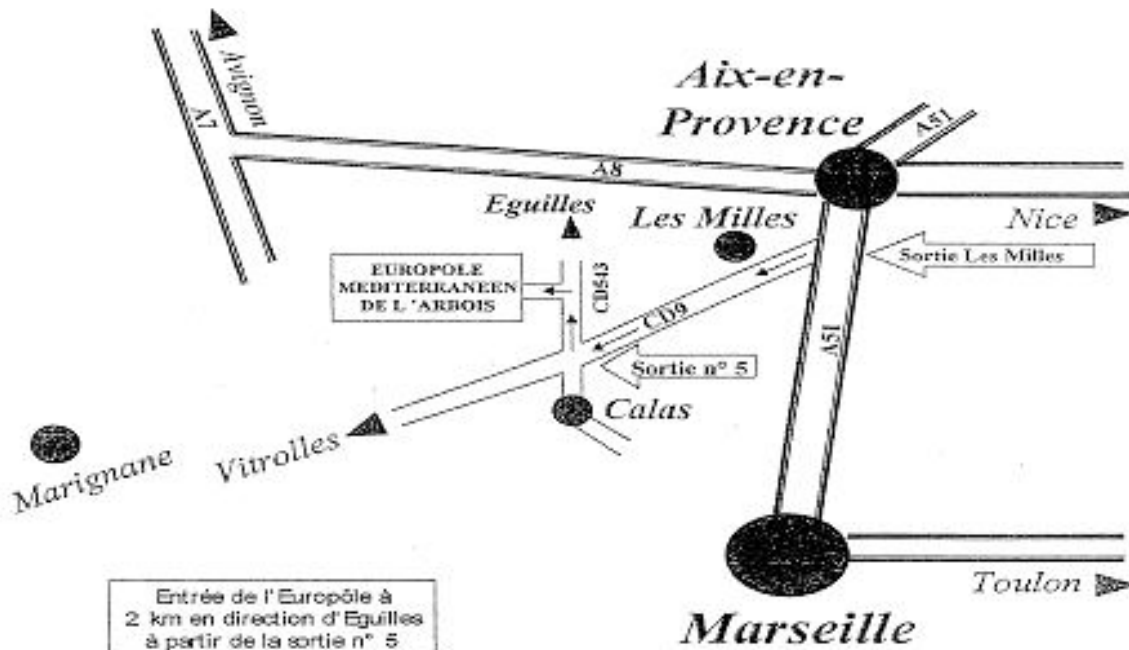 Avignon
A7
Aix-en-
Provence
A51
A8
Eguilles
Les Milles
Nice
Sortie Les Milles
EUROPOLE
MEDITERRANEEN
DE L 'ARBOIS
CD543
CD9
A51
Sortie n° 5
Calas
Vitrolles
Marignane
Toulon
Marseille
Entrée de l'Europôle à
2 km en direction d'Eguilles
à partir de la sortie n° 5